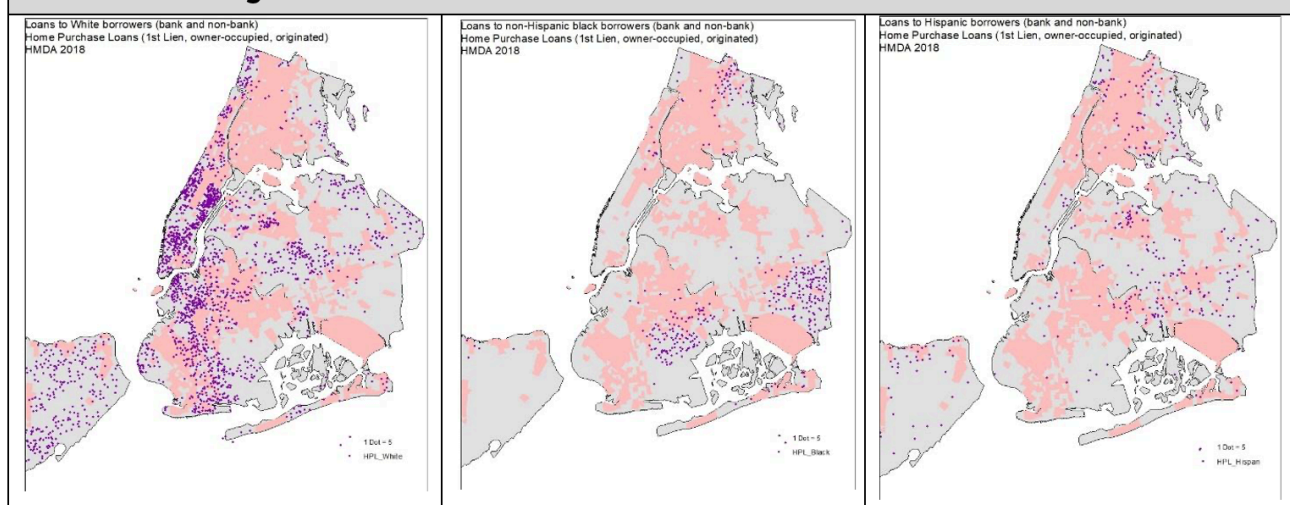 Loans to White borrowers (bank and non-bank)
Home Purchase Loans (1st Lien, owner-occupied, originated)
HMDA 2018
1 Dot = 5
HPL_White
Loans to non-Hispanic black borrowers (bank and non-bank)
Home Purchase Loans (1st Lien, owner-occupied, originated)
HMDA 2018
1 Dot = 5
HPL_Black
Loans to Hispanic borrowers (bank and non-bank)
Home Purchase Loans (1st Lien, owner-occupied, originated)
HMDA 2018
1 Dot = 5
HPL_Hispan